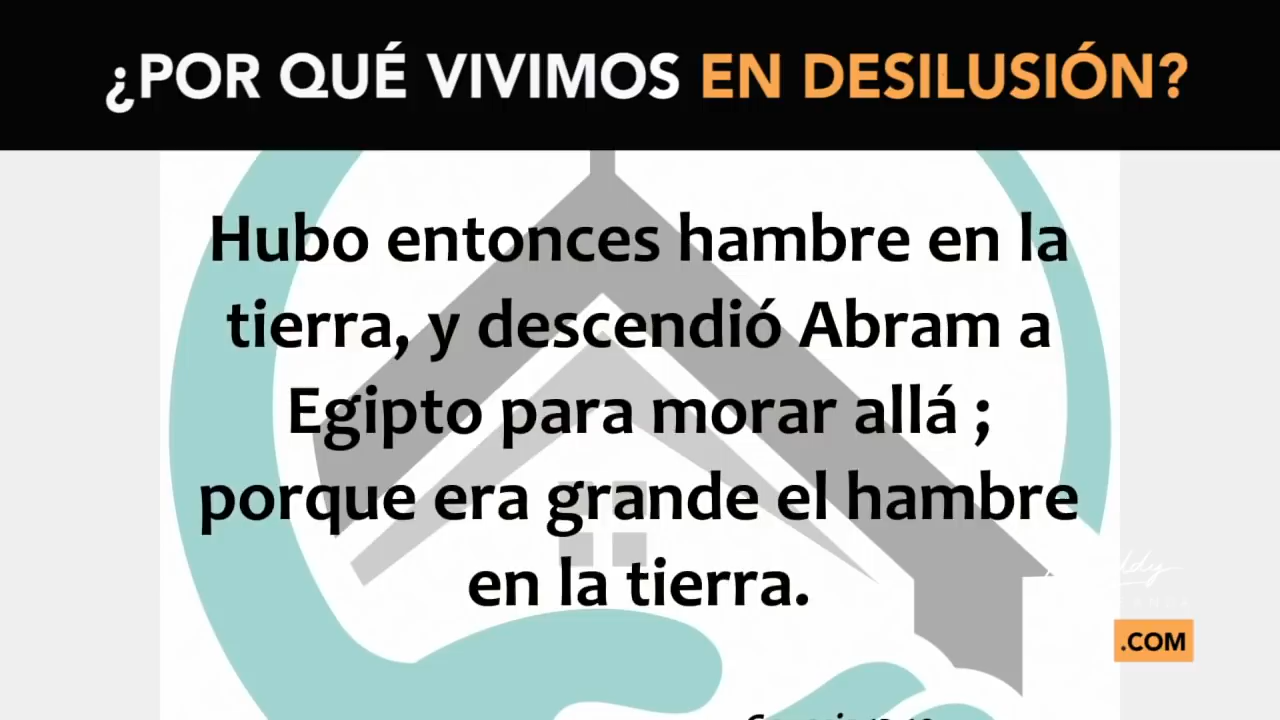 ¿POR QUÉ VIVIMOS EN DESILUSIÓN?
Hubo entonces hambre en la
tierra, y descendió Abram a
Egipto para morar allá ;
porque era grande el hambre
en la tierra.
.COM